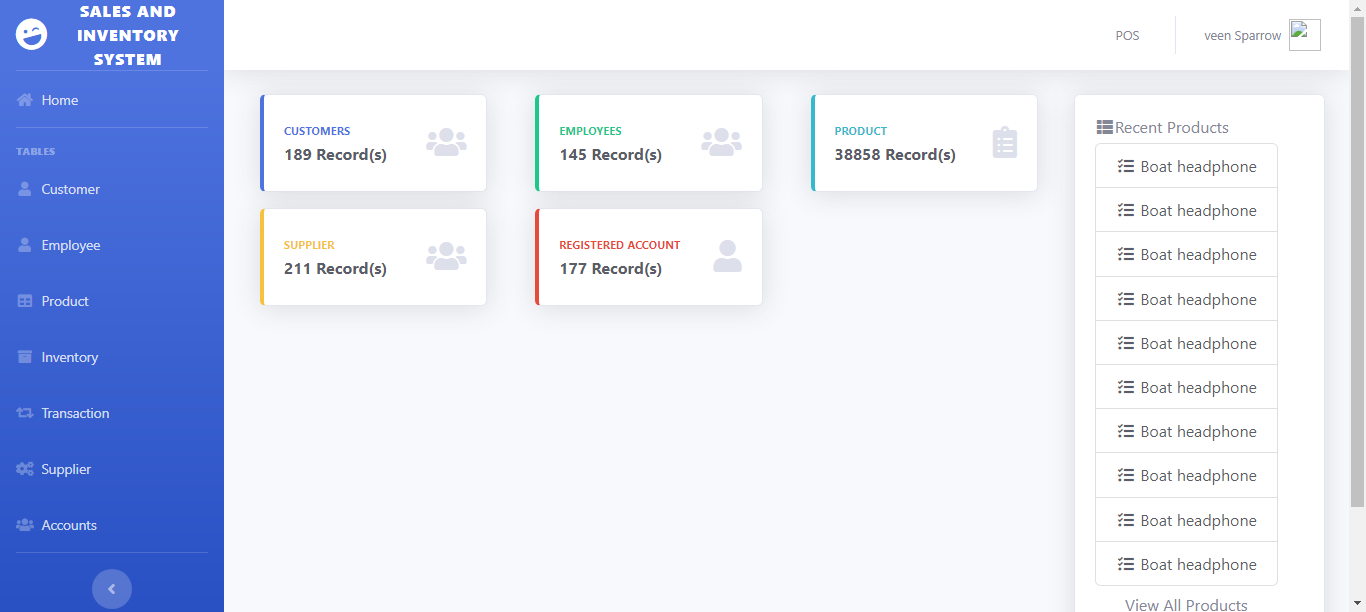 SALES AND
INVENTORY
SYSTEM
Home
TABLES
Customer
Employee
Product
Inventory
Transaction
Supplier
Accounts
POS
veen Sparrow
CUSTOMERS
189 Record(s)
EMPLOYEES
145 Record(s)
PRODUCT
38858 Record(s)
SUPPLIER
211 Record(s)
REGISTERED ACCOUNT
177 Record(s)
Recent Products
Boat headphone
Boat headphone
Boat headphone
Boat headphone
Boat headphone
Boat headphone
Boat headphone
Boat headphone
Boat headphone
Boat headphone
View All Products